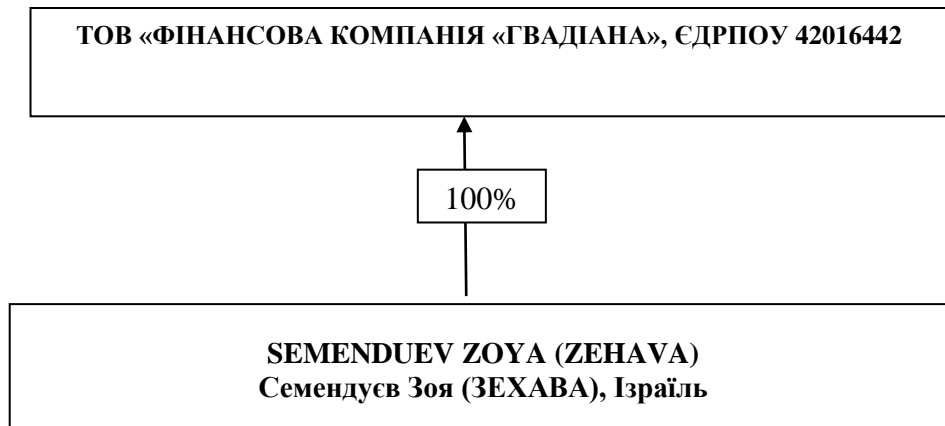 ТОВ «ФІНАНСОВА КОМПАНІЯ «ГВАДІАНА», ЄДРПОУ 42016442
100%
SEMENDUEV ZOYA (ZEHAVA)
Семендуєв Зоя (ЗЕХАВА), Ізраїль